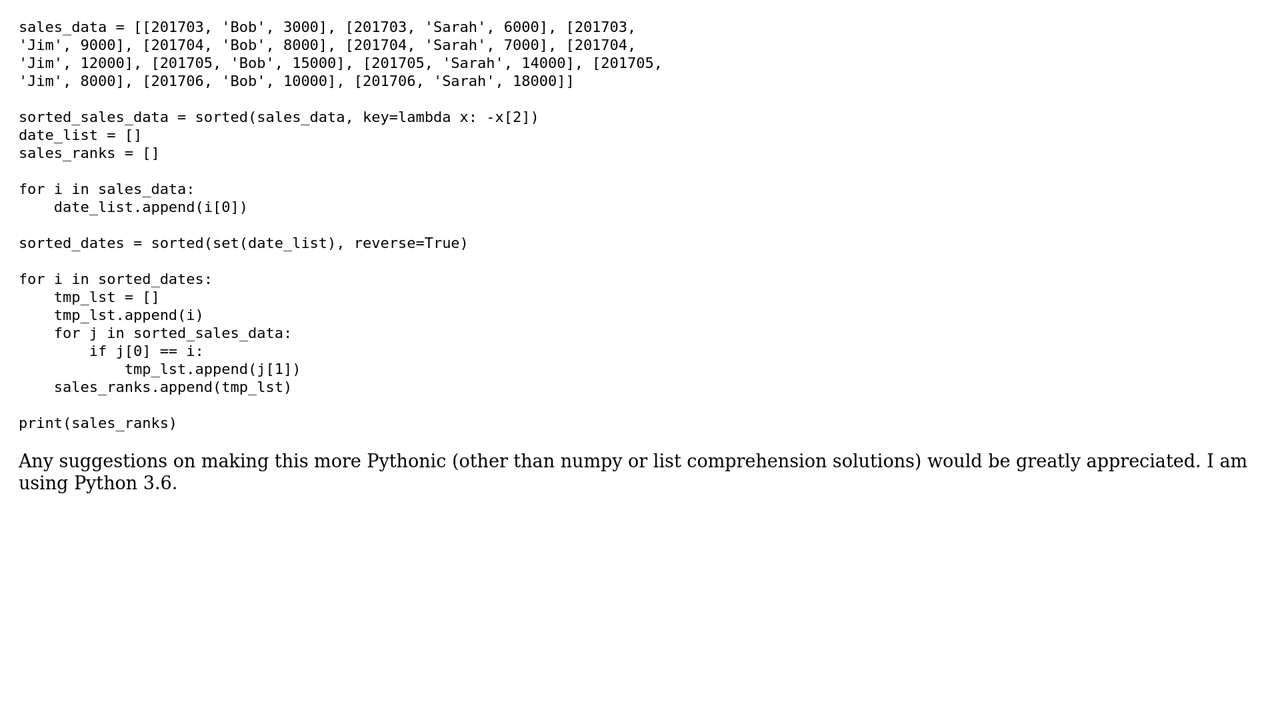 sales_data = [[201703, 'Bob', 3000], [201703, 'Sarah', 6000], [201703,
'Jim', 9000], [201704, 'Bob', 8000], [201704, 'Sarah', 7000], [201704,
'Jim', 12000], [201705, 'Bob', 15000], [201705, 'Sarah', 14000], [201705,
'Jim', 8000], [201706, 'Bob', 10000], [201706, 'Sarah', 18000]]

sorted_sales_data = sorted(sales_data, key=lambda x: -x[2])
date_list = []
sales_ranks = []

for i in sales_data:
    date_list.append(i[0])

sorted_dates = sorted(set(date_list), reverse=True)

for i in sorted_dates:
    tmp_lst = []
    tmp_lst.append(i)
    for j in sorted_sales_data:
        if j[0] == i:
            tmp_lst.append(j[1])
    sales_ranks.append(tmp_lst)

print(sales_ranks)

Any suggestions on making this more Pythonic (other than numpy or list comprehension solutions) would be greatly appreciated. I am
using Python 3.6.